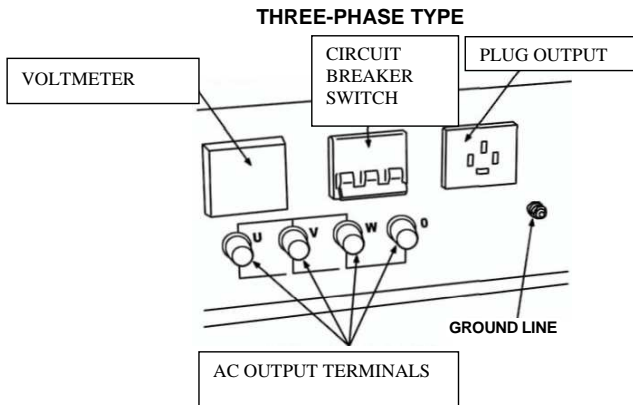 THREE-PHASE TYPE
VOLTMETER
CIRCUIT
BREAKER
SWITCH
PLUG OUTPUT
U
V
W
0
GROUND LINE
AC OUTPUT TERMINALS